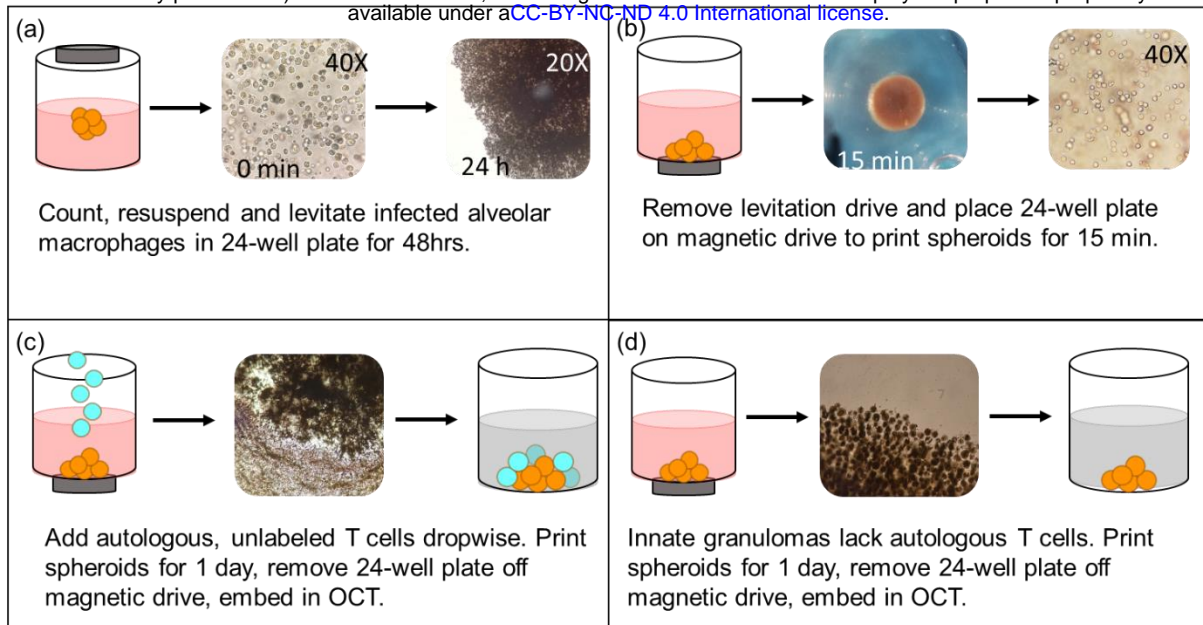 available under aCC-BY-NC-ND 4.0 International license.
(a)
40X
0 min
20X
24 h
Count, resuspend and levitate infected alveolar
macrophages in 24-well plate for 48hrs.
(b)
15 min
40X
Remove levitation drive and place 24-well plate
on magnetic drive to print spheroids for 15 min.
(c)
Add autologous, unlabeled T cells dropwise. Print
spheroids for 1 day, remove 24-well plate off
magnetic drive, embed in OCT.
(d)
Innate granulomas lack autologous T cells. Print
spheroids for 1 day, remove 24-well plate off
magnetic drive, embed in OCT.